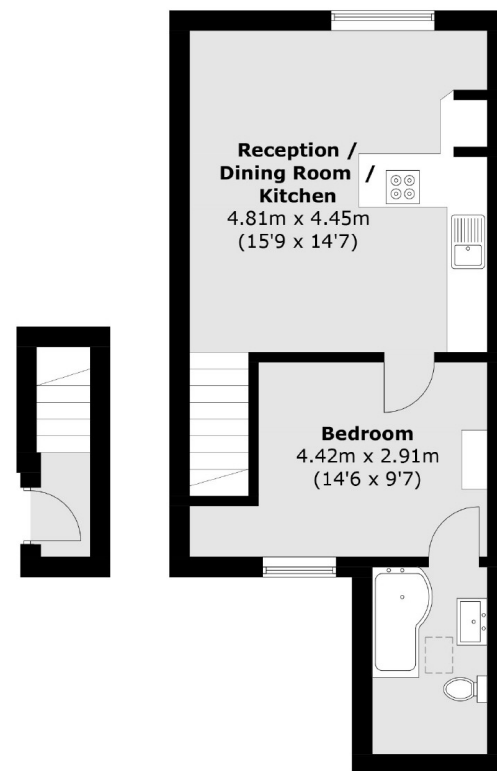 Reception /
Dining Room /
Kitchen
4.81m x 4.45m
(15'9 x 14'7)
Bedroom
4.42m x 2.91m
(14'6 x 9'7)